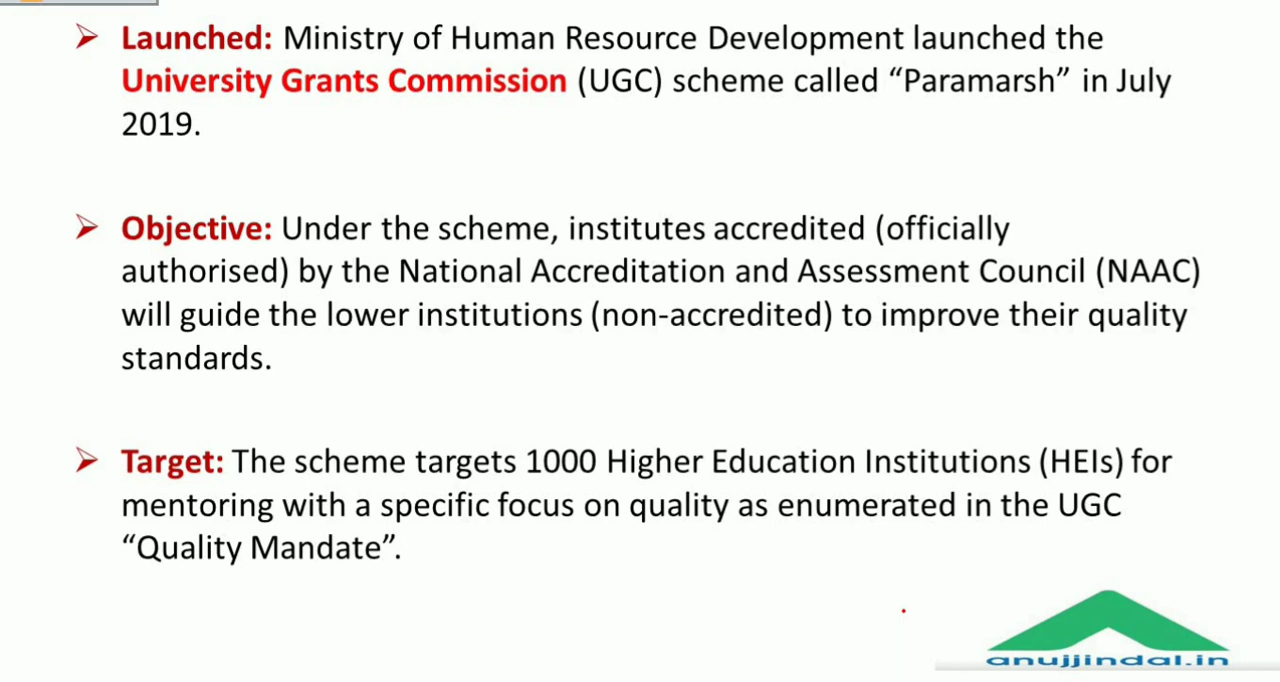 ➢ Launched: Ministry of Human Resource Development launched the
University Grants Commission (UGC) scheme called “Paramarsh” in July
2019.
➢ Objective: Under the scheme, institutes accredited (officially
authorised) by the National Accreditation and Assessment Council (NAAC)
will guide the lower institutions (non-accredited) to improve their quality
standards.
➢ Target: The scheme targets 1000 Higher Education Institutions (HEIs) for
mentoring with a specific focus on quality as enumerated in the UGC
“Quality Mandate”.
anujjindal.in